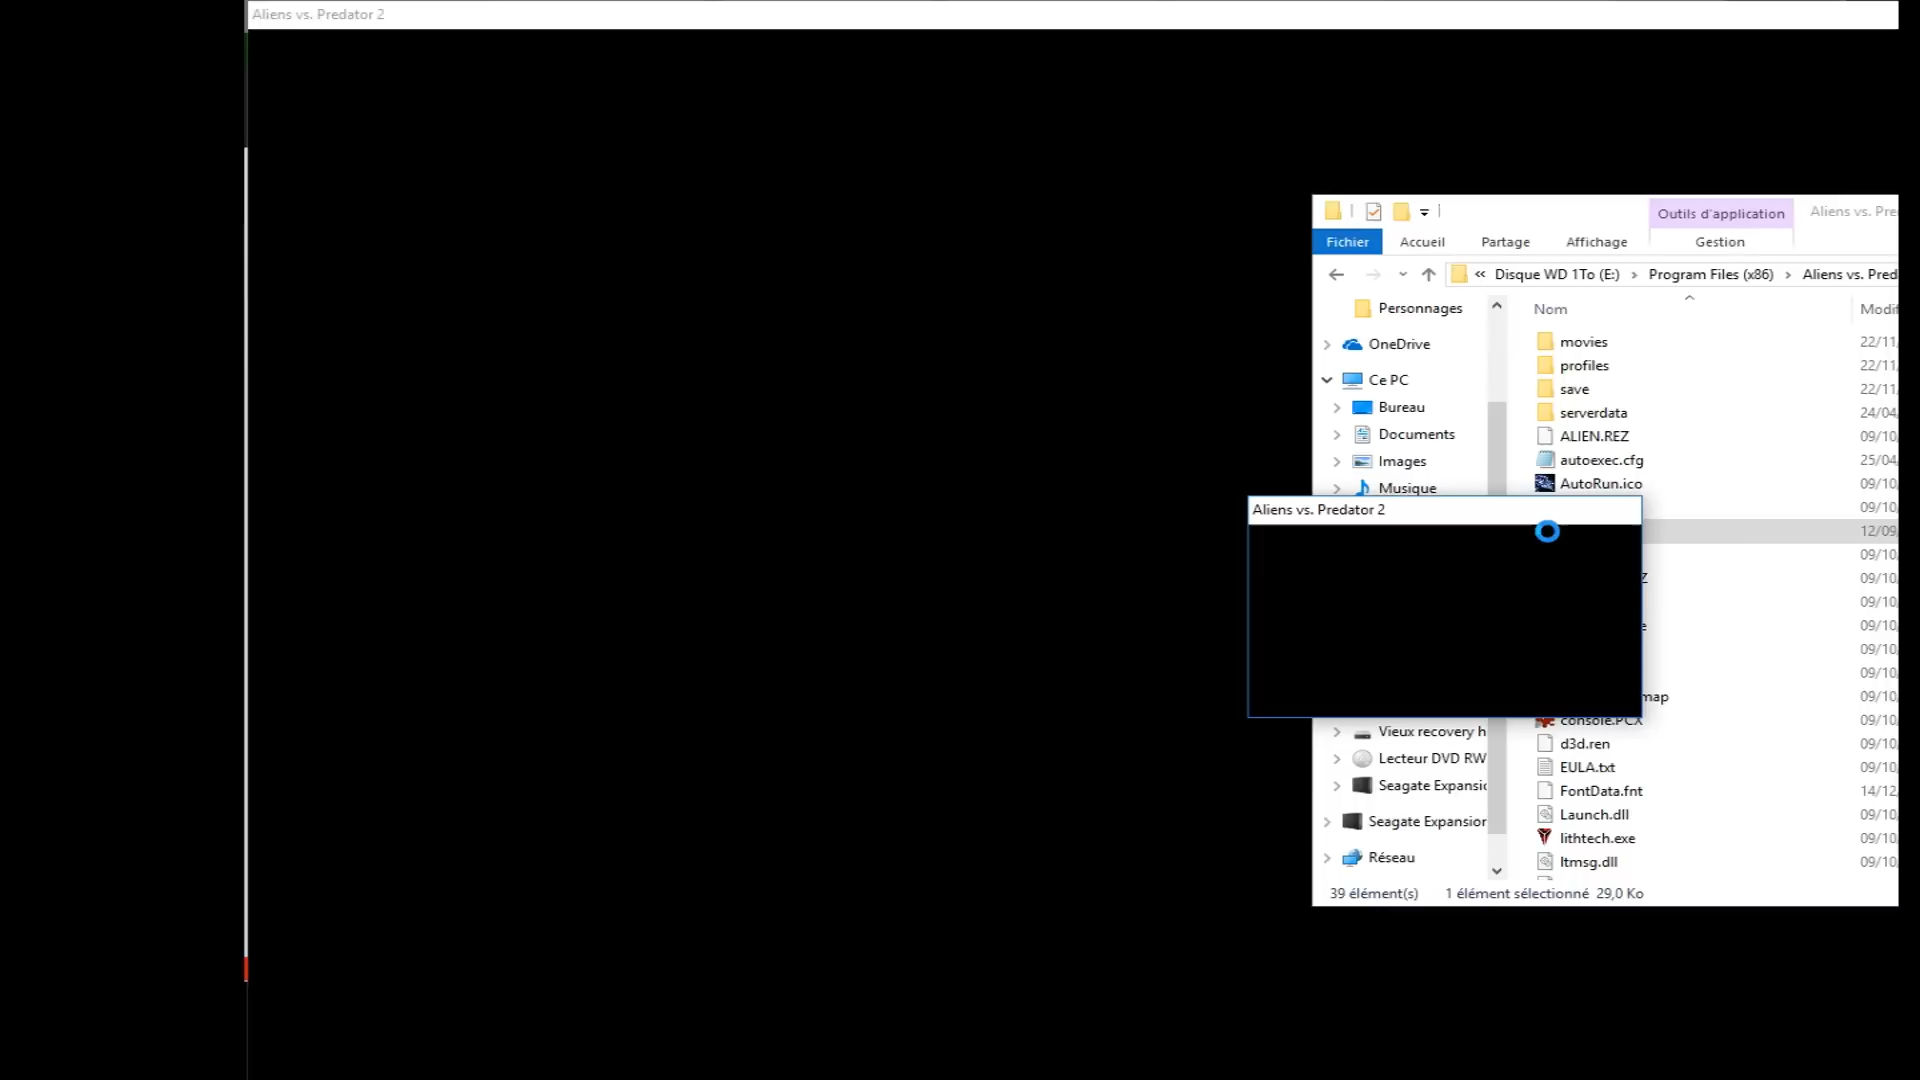 Aliens vs. Predator 2
Outils d'application
Aliens vs. Pre
Fichier
Accueil
Partage
Affichage
Gestion
« Disque WD 1To (E:) > Program Files (x86) > Aliens vs. Pred
Personnages
OneDrive
Ce PC
Bureau
Documents
Images
Musique
Vieux recovery h
Lecteur DVD RW
Seagate Expansic
Seagate Expansior
Réseau
Nom
Modif
movies 22/11,
profiles 22/11,
save 22/11,
serverdata 24/04,
ALIEN.REZ 09/10,
autoexec.cfg 25/04,
AutoRun.ico 09/10,
09/10,
12/09,
09/10,
Z 09/10,
09/10,
e 09/10,
09/10,
09/10,
map 09/10,
console.PCX 09/10,
d3d.ren 09/10,
EULA.txt 09/10,
FontData.fnt 14/12,
Launch.dll 09/10,
lithtech.exe 09/10,
ltmsg.dll 09/10,
Aliens vs. Predator 2
39 élément(s)
1 élément sélectionné 29,0 Ko